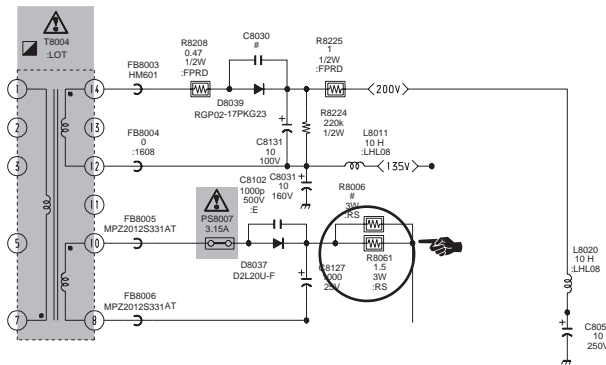 T8004
:LOT
FB8003
HM601
R8208
0.47
1/2W
:FPRD
C8030
#
R8225
1
1/2W
:FPRD
1
14
200V
D8039
RGP02-17PKG23
2
13
FB8004
0
:1608
C8131
10
100V
R8224
220k
1/2W
L8011
10 H
:LHL08
3
12
135V
C8102
1000p
500V
:E
C8031
10
160V
R8006
#
3W
:RS
11
FB8005
MPZ2012S331AT
PS8007
3.15A
5
10
R8061
1.5
3W
:RS
L8020
10 H
:LHL08
D8037
D2L20U-F
C8127
1000
25V
FB8006
MPZ2012S331AT
7
8
C805
10
250V